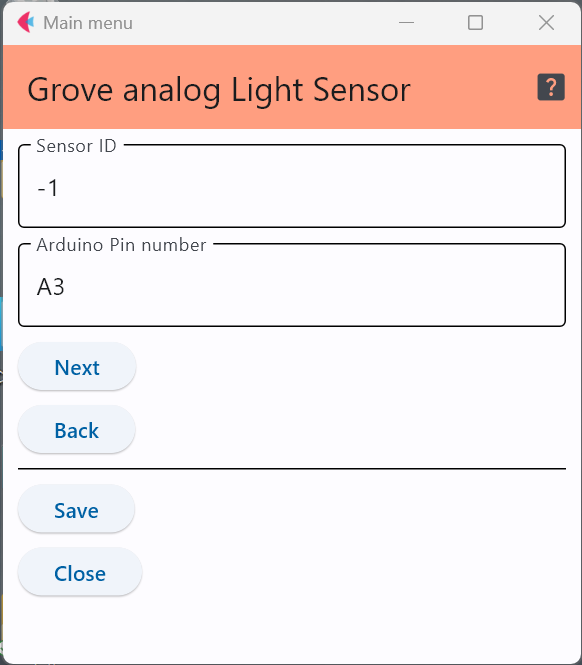 Main menu
Grove analog Light Sensor
?
Sensor ID
-1
Arduino Pin number
A3
Next
Back
Save
Close